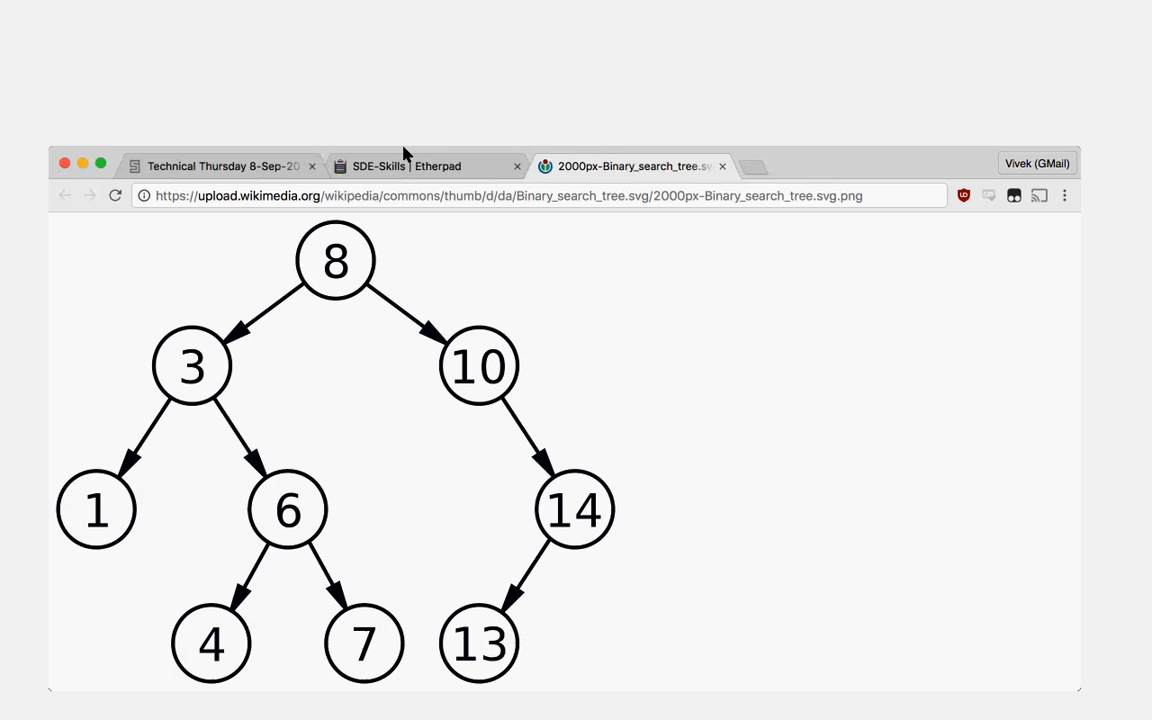 Technical Thursday 8-Sep-20 SDE-Skills | Etherpad 2000px-Binary_search_tree.sv Vivek (GMail)
https://upload.wikimedia.org/wikipedia/commons/thumb/d/da/Binary_search_tree.svg/2000px-Binary_search_tree.svg.png
8
3 10
1 6 14
4 7 13